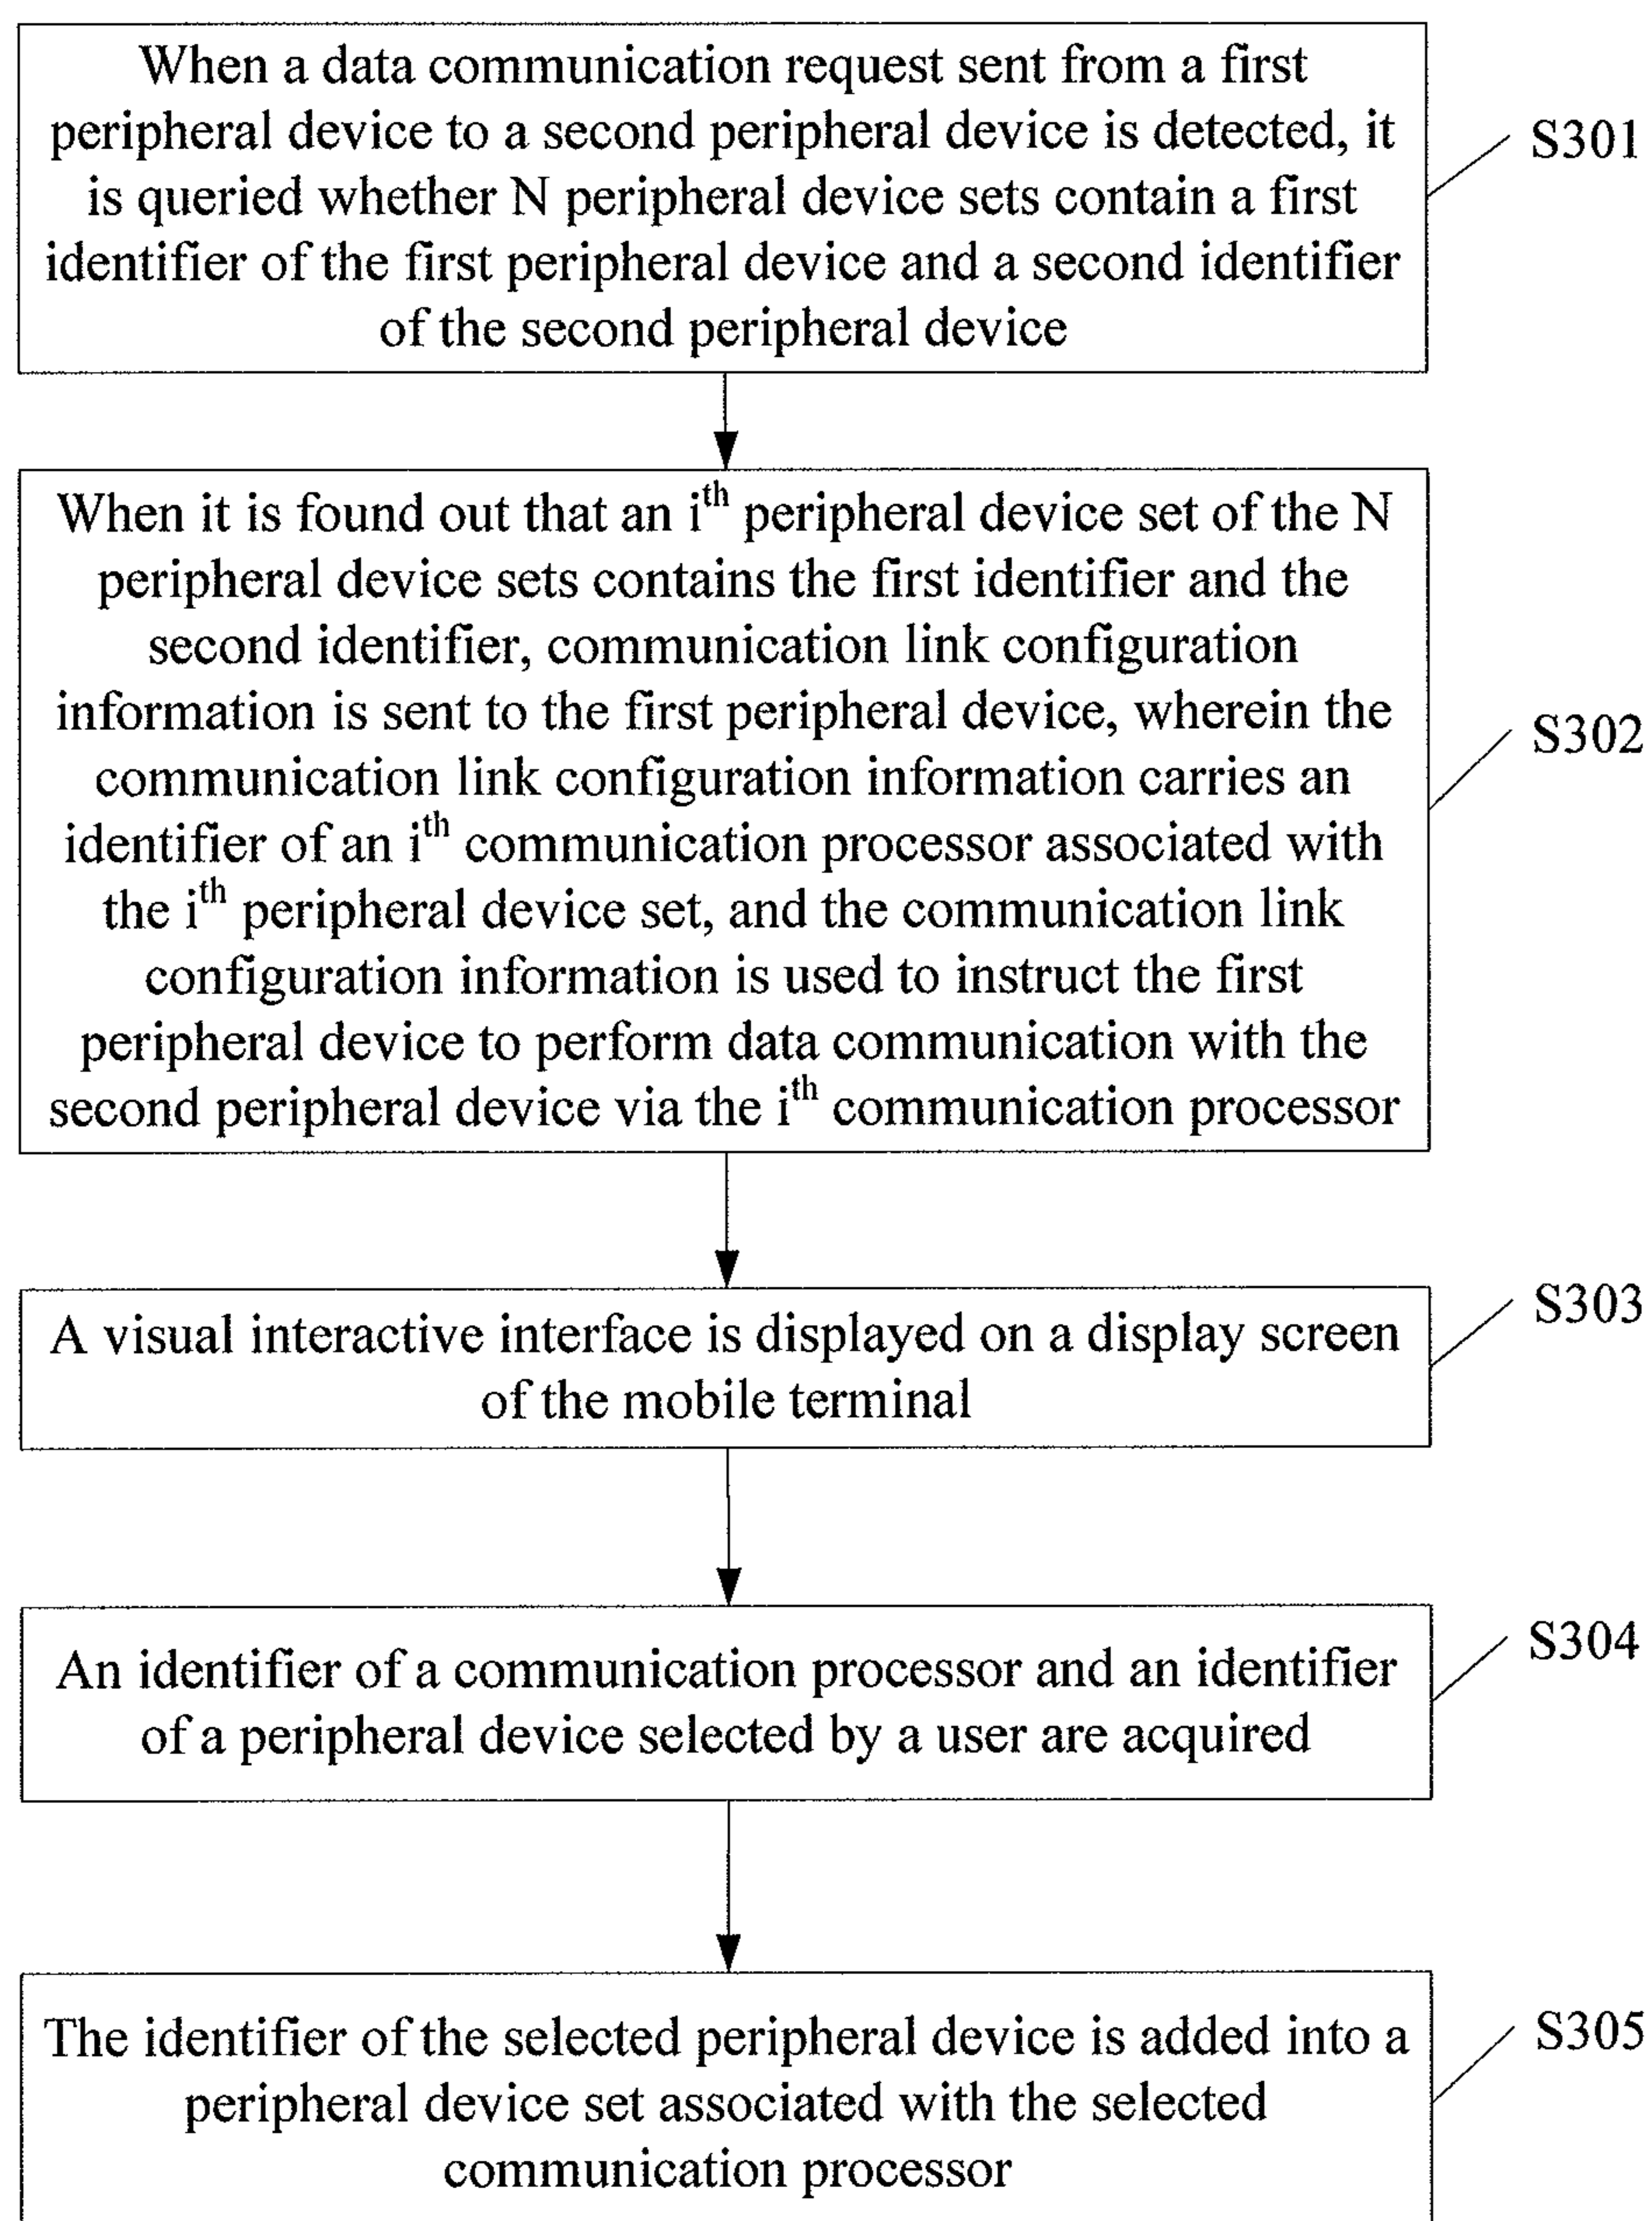 When a data communication request sent from a first
peripheral device to a second peripheral device is detected, it
is queried whether N peripheral device sets contain a first
identifier of the first peripheral device and a second identifier
of the second peripheral device
S301
When it is found out that an iᵗʰ peripheral device set of the N
peripheral device sets contains the first identifier and the
second identifier, communication link configuration
information is sent to the first peripheral device, wherein the
communication link configuration information carries an
identifier of an iᵗʰ communication processor associated with
the iᵗʰ peripheral device set, and the communication link
configuration information is used to instruct the first
peripheral device to perform data communication with the
second peripheral device via the iᵗʰ communication processor
S302
A visual interactive interface is displayed on a display screen
of the mobile terminal
S303
An identifier of a communication processor and an identifier
of a peripheral device selected by a user are acquired
S304
The identifier of the selected peripheral device is added into a
peripheral device set associated with the selected
communication processor
S305